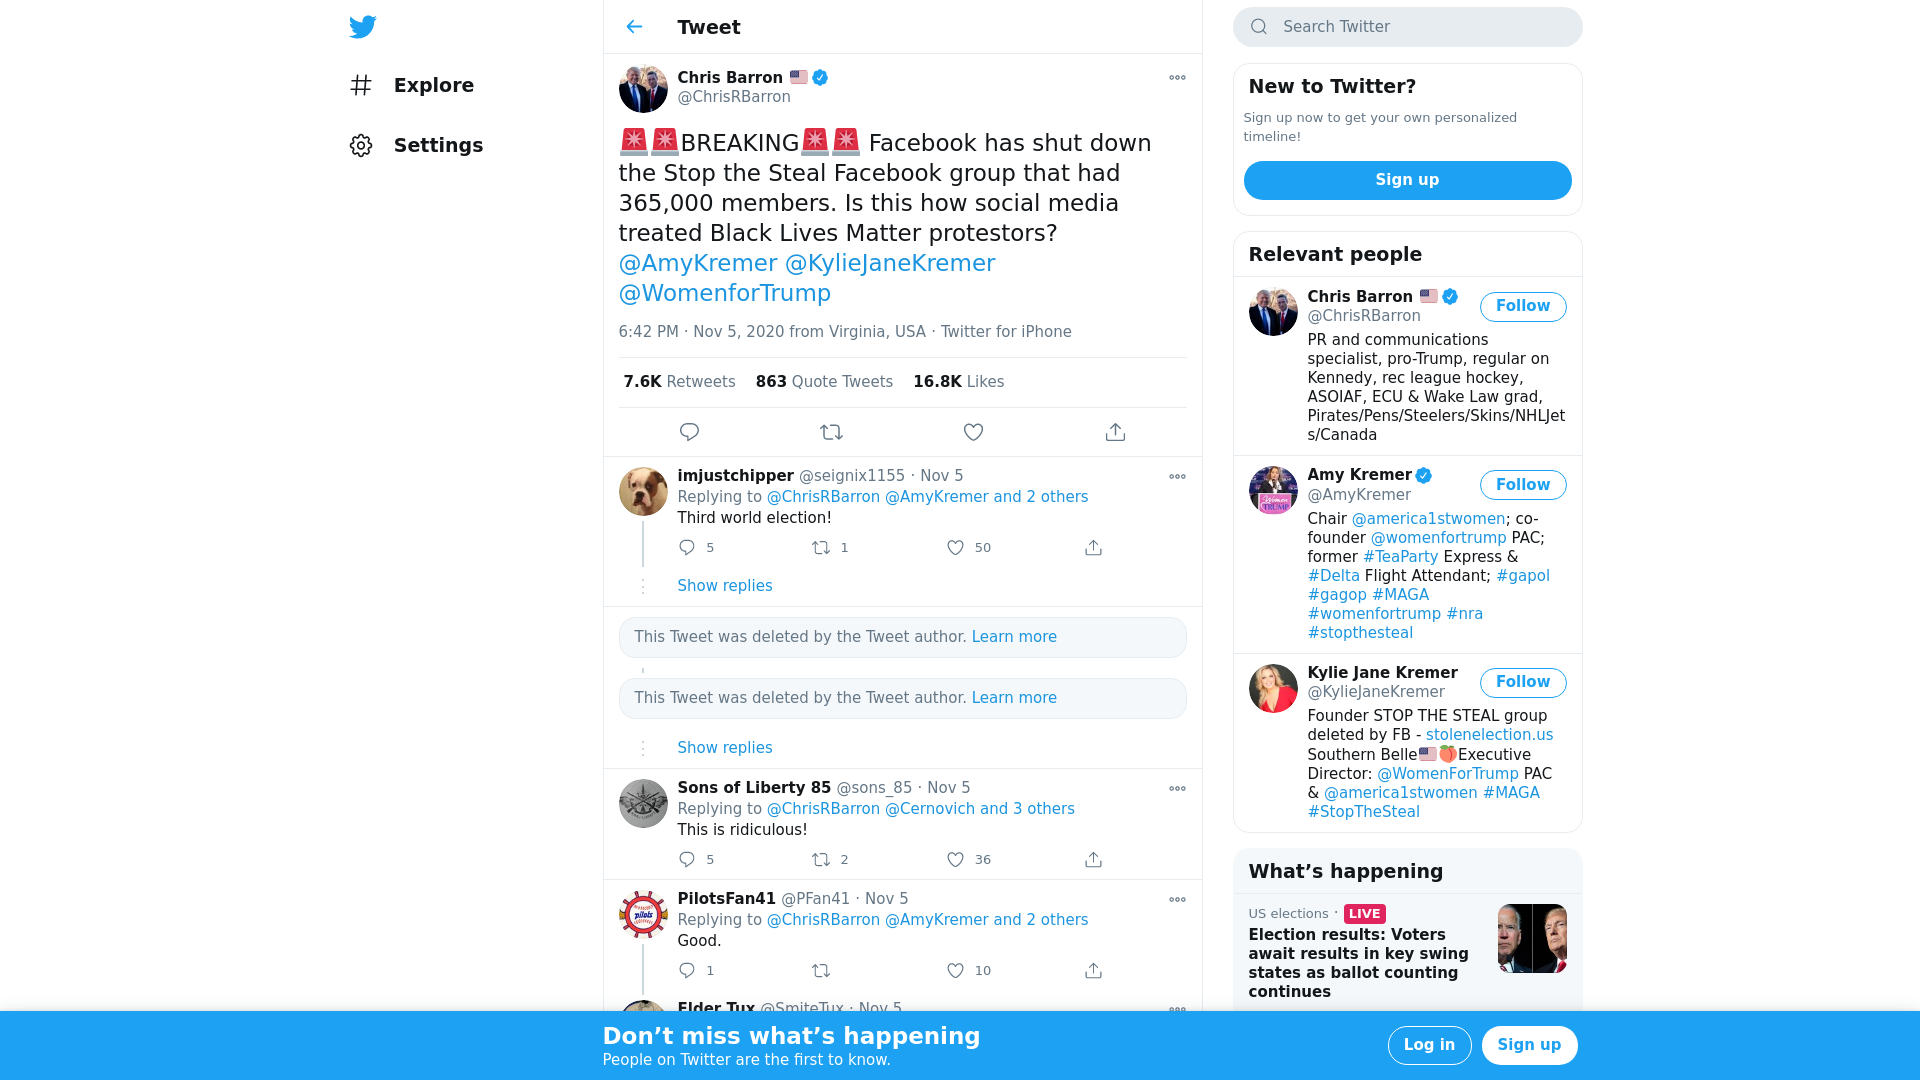 Explore
Settings
Tweet
Chris Barron 🇺🇸
@ChrisRBarron
🚨🚨BREAKING🚨🚨 Facebook has shut down
the Stop the Steal Facebook group that had
365,000 members. Is this how social media
treated Black Lives Matter protestors?
@AmyKremer @KylieJaneKremer
@WomenforTrump
6:42 PM · Nov 5, 2020 from Virginia, USA · Twitter for iPhone
7.6K Retweets 863 Quote Tweets 16.8K Likes
imjustchipper @seignix1155 · Nov 5
Replying to @ChrisRBarron @AmyKremer and 2 others
Third world election!
5 1 50
Show replies
This Tweet was deleted by the Tweet author. Learn more
This Tweet was deleted by the Tweet author. Learn more
Show replies
Sons of Liberty 85 @sons_85 · Nov 5
Replying to @ChrisRBarron @Cernovich and 3 others
This is ridiculous!
5 2 36
PilotsFan41 @PFan41 · Nov 5
Replying to @ChrisRBarron @AmyKremer and 2 others
Good.
1 10
Elder Tux @SmiteTux · Nov 5
Search Twitter
New to Twitter?
Sign up now to get your own personalized
timeline!
Sign up
Relevant people
Chris Barron 🇺🇸
@ChrisRBarron
Follow
PR and communications
specialist, pro-Trump, regular on
Kennedy, rec league hockey,
ASOIAF, ECU & Wake Law grad,
Pirates/Pens/Steelers/Skins/NHLJet
s/Canada
Amy Kremer
@AmyKremer
Follow
Chair @america1stwomen; co-
founder @womenfortrump PAC;
former #TeaParty Express &
#Delta Flight Attendant; #gapol
#gagop #MAGA
#womenfortrump #nra
#stopthesteal
Kylie Jane Kremer
@KylieJaneKremer
Follow
Founder STOP THE STEAL group
deleted by FB - stolenelection.us
Southern Belle🇺🇸🍑Executive
Director: @WomenForTrump PAC
& @america1stwomen #MAGA
#StopTheSteal
What’s happening
US elections · LIVE
Election results: Voters
await results in key swing
states as ballot counting
continues
Don’t miss what’s happening
People on Twitter are the first to know.
Log in
Sign up